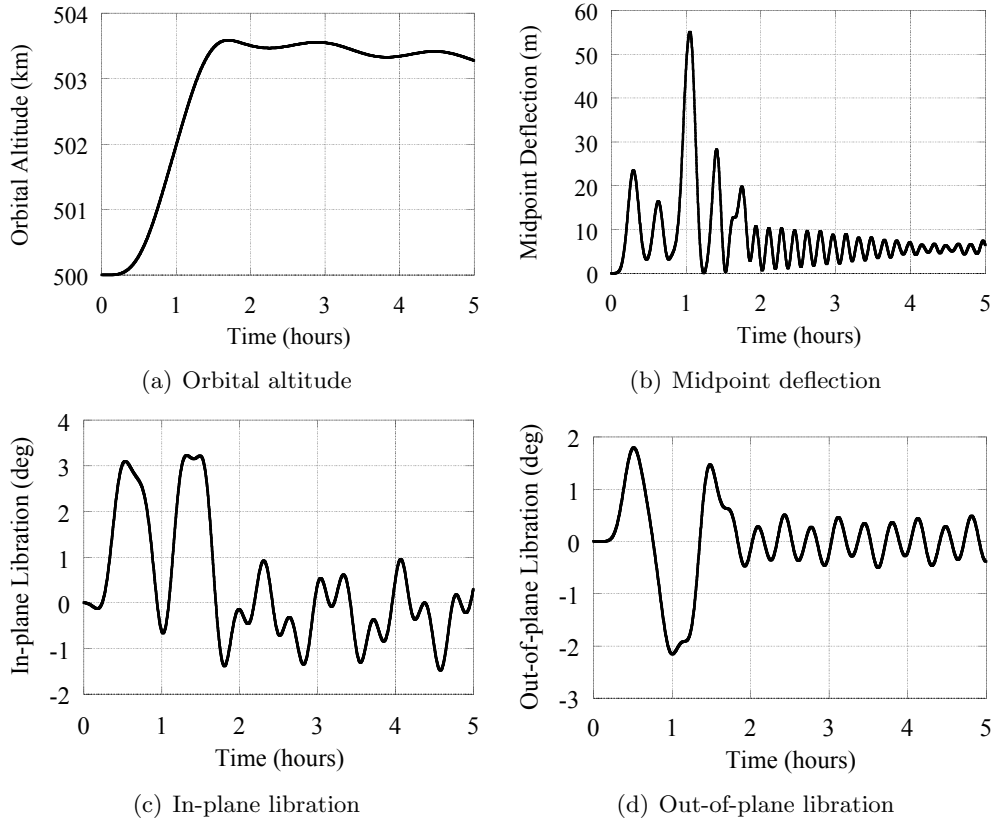 Orbital Altitude (km)
504
503
502
501
500
0 1 2 3 4 5
Time (hours)
(a) Orbital altitude
Midpoint Deflection (m)
60
50
40
30
20
10
0
0 1 2 3 4 5
Time (hours)
(b) Midpoint deflection
In-plane Libration (deg)
4
3
2
1
0
-1
-2
0 1 2 3 4 5
Time (hours)
(c) In-plane libration
Out-of-plane Libration (deg)
2
1
0
-1
-2
-3
0 1 2 3 4 5
Time (hours)
(d) Out-of-plane libration